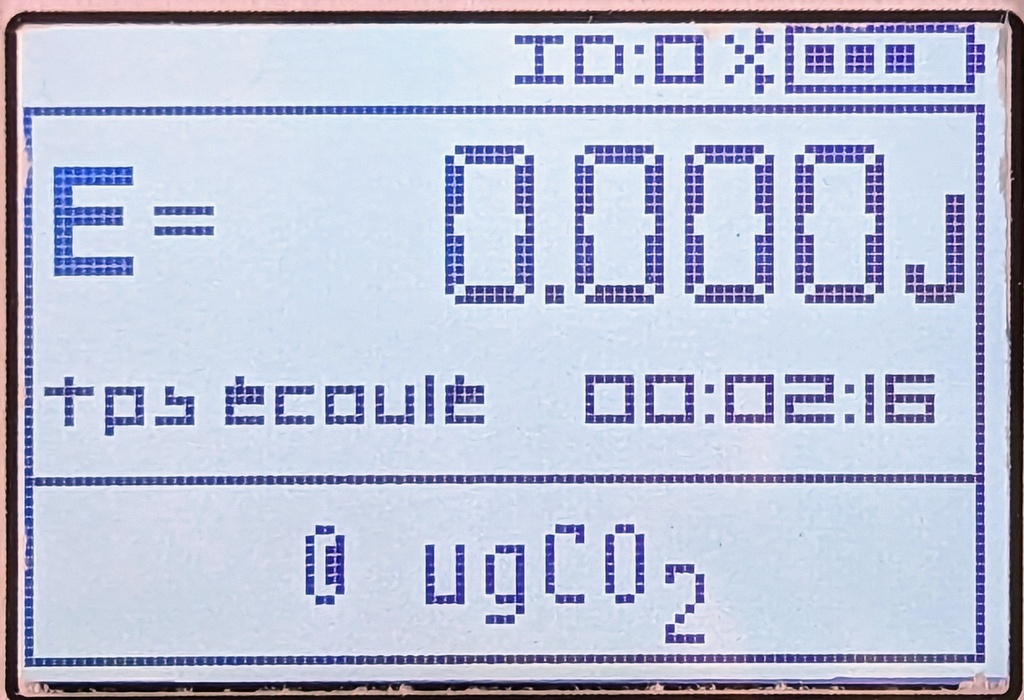 ID:0
E = 0.000J
tps écoulé 00:02:16
0 ugCO₂